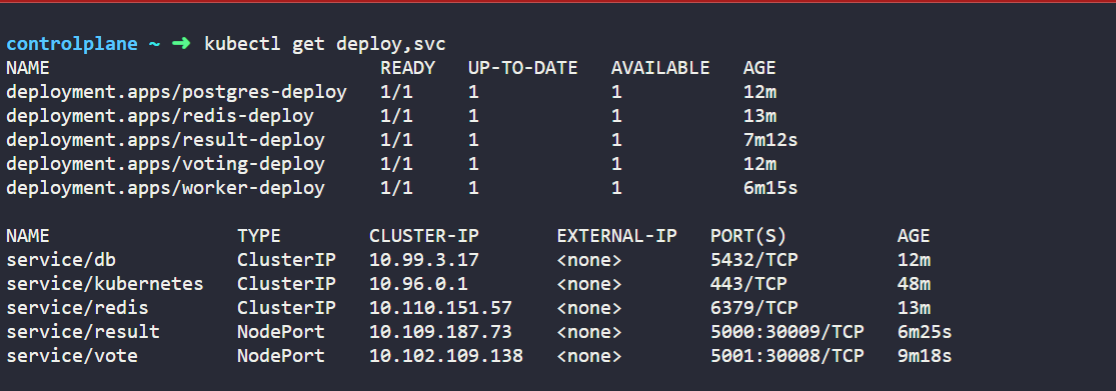 controlplane ~ ➜ kubectl get deploy,svc
NAME READY UP-TO-DATE AVAILABLE AGE
deployment.apps/postgres-deploy 1/1 1 1 12m
deployment.apps/redis-deploy 1/1 1 1 13m
deployment.apps/result-deploy 1/1 1 1 7m12s
deployment.apps/voting-deploy 1/1 1 1 12m
deployment.apps/worker-deploy 1/1 1 1 6m15s
NAME TYPE CLUSTER-IP EXTERNAL-IP PORT(S) AGE
service/db ClusterIP 10.99.3.17 <none> 5432/TCP 12m
service/kubernetes ClusterIP 10.96.0.1 <none> 443/TCP 48m
service/redis ClusterIP 10.110.151.57 <none> 6379/TCP 13m
service/result NodePort 10.109.187.73 <none> 5000:30009/TCP 6m25s
service/vote NodePort 10.102.109.138 <none> 5001:30008/TCP 9m18s